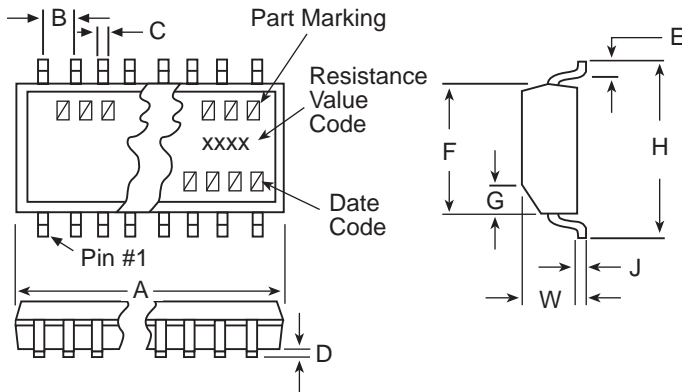 B
C
Part Marking
Resistance
Value
Code
xxxx
Date
Code
Pin #1
A
D
E
F
H
G
J
W